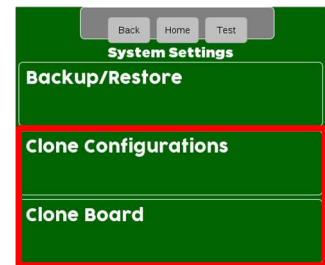 Back Home Test
System Settings
Backup/Restore
Clone Configurations
Clone Board